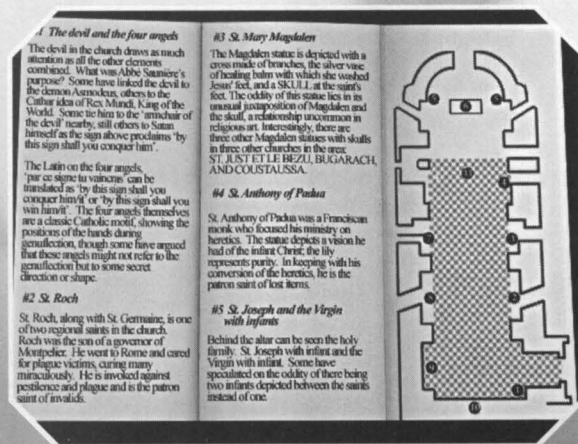 #1 The devil and the four angels
The devil in the church draws as much
attention as all the other elements
combined. What was Abbé Saunière's
purpose? Some have linked the devil to
the demon Asmodeus, others to the
Cathar idea of Rex Mundi, King of the
World. Some tie him to the 'armchair of
the devil' nearby, still others to Satan
himself as the sign above proclaims 'by
this sign shall you conquer him'.
The Latin on the four angels,
'par ce signe tu vaincras' can be
translated as 'by this sign shall you
conquer him/it' or 'by this sign shall you
win him/it'. The four angels themselves
are a classic Catholic motif, showing the
positions of the hands during
genuflection, though some have argued
that these angels might not refer to the
genuflection but to some secret
direction or shape.
#2 St. Roch
St. Roch, along with St. Germaine, is one
of two regional saints in the church.
Roch was the son of a governor of
Montpelier. He went to Rome and cared
for plague victims, curing many
miraculously. He is invoked against
pestilence and plague and is the patron
saint of invalids.
#3 St. Mary Magdalen
The Magdalen statue is depicted with a
cross made of branches, the silver vase
of healing balm with which she washed
Jesus' feet, and a SKULL at the saint's
feet. The oddity of this statue lies in its
unusual juxtaposition of Magdalen and
the skull, a relationship uncommon in
religious art. Interestingly, there are
three other Magdalen statues with skulls
in three other churches in the area:
ST. JUST ET LE BEZU, BUGARACH,
AND COUSTAUSSA.
#4 St. Anthony of Padua
St. Anthony of Padua was a Franciscan
monk who focused his ministry on
heretics. The statue depicts a vision he
had of the infant Christ; the lily
represents purity. In keeping with his
conversion of the heretics, he is the
patron saint of lost items.
#5 St. Joseph and the Virgin
with infants
Behind the altar can be seen the holy
family. St. Joseph with infant and the
Virgin with infant. Some have
speculated on the oddity of there being
two infants depicted between the saints
instead of one.